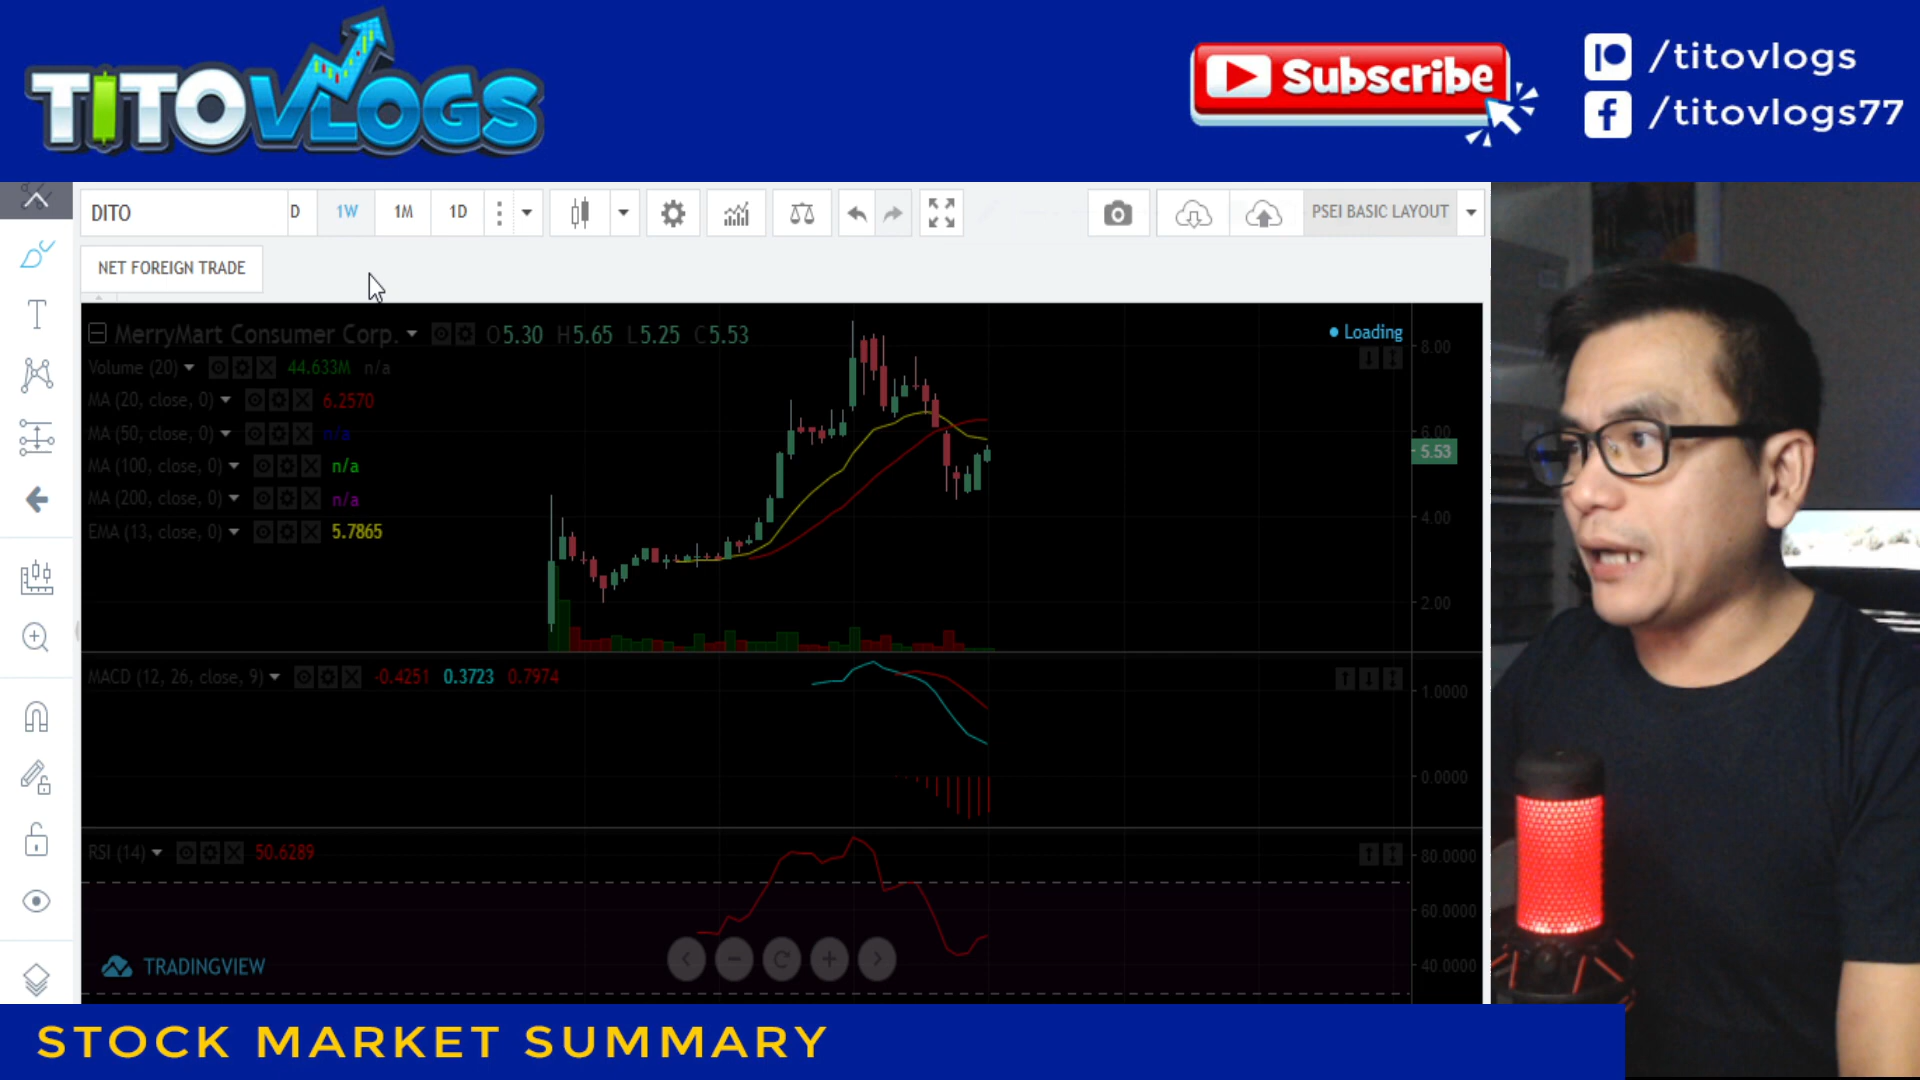 TITOVLOGS
Subscribe
/titovlogs
/titovlogs77
DITO D 1W 1M 1D PSEI BASIC LAYOUT
NET FOREIGN TRADE
MerryMart Consumer Corp. O5.30 H5.65 L5.25 C5.53
Loading
Volume (20) 44.633M n/a
MA (20, close, 0) 6.2570
MA (50, close, 0) n/a
MA (100, close, 0) n/a
MA (200, close, 0) n/a
EMA (13, close, 0) 5.7865
8.00
6.00
5.53
4.00
2.00
MACD (12, 26, close, 9) -0.4251 0.3723 0.7974
1.0000
0.0000
RSI (14) 50.6289
80.0000
60.0000
40.0000
TRADINGVIEW
STOCK MARKET SUMMARY